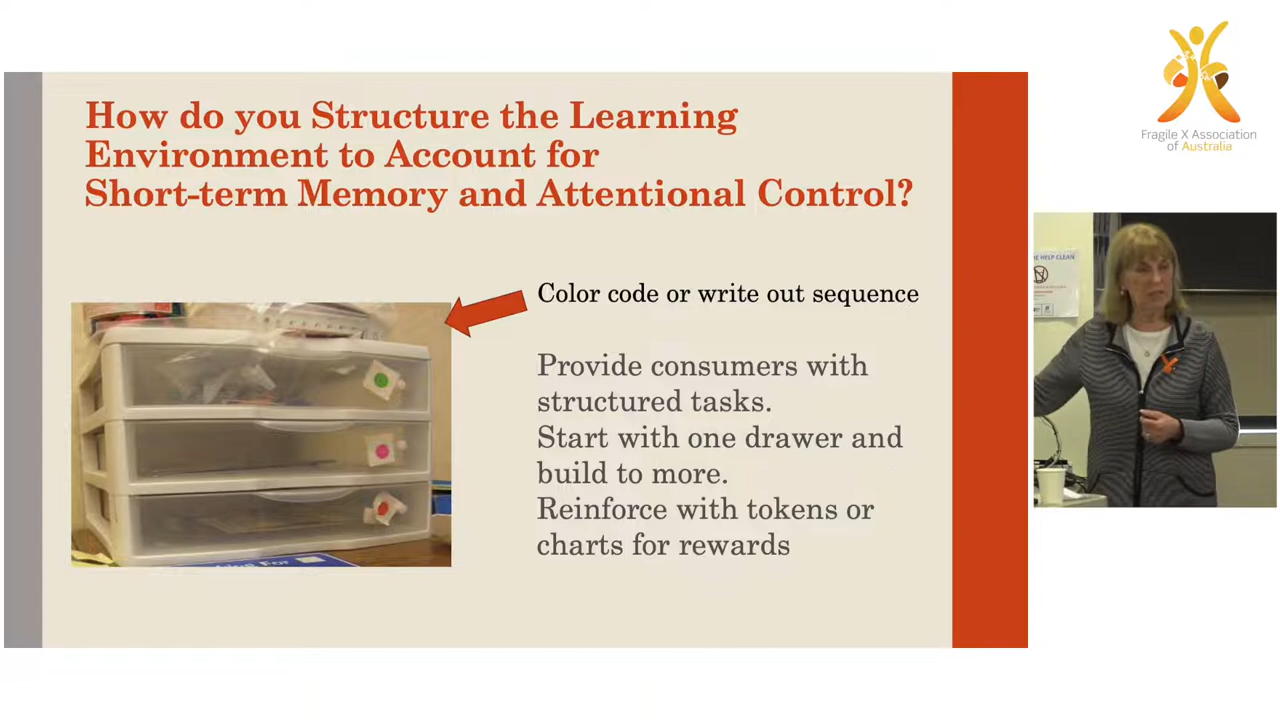 How do you Structure the Learning
Environment to Account for
Short-term Memory and Attentional Control?
Color code or write out sequence
Provide consumers with
structured tasks.
Start with one drawer and
build to more.
Reinforce with tokens or
charts for rewards
Fragile X Association
of Australia
HELP CLEAN